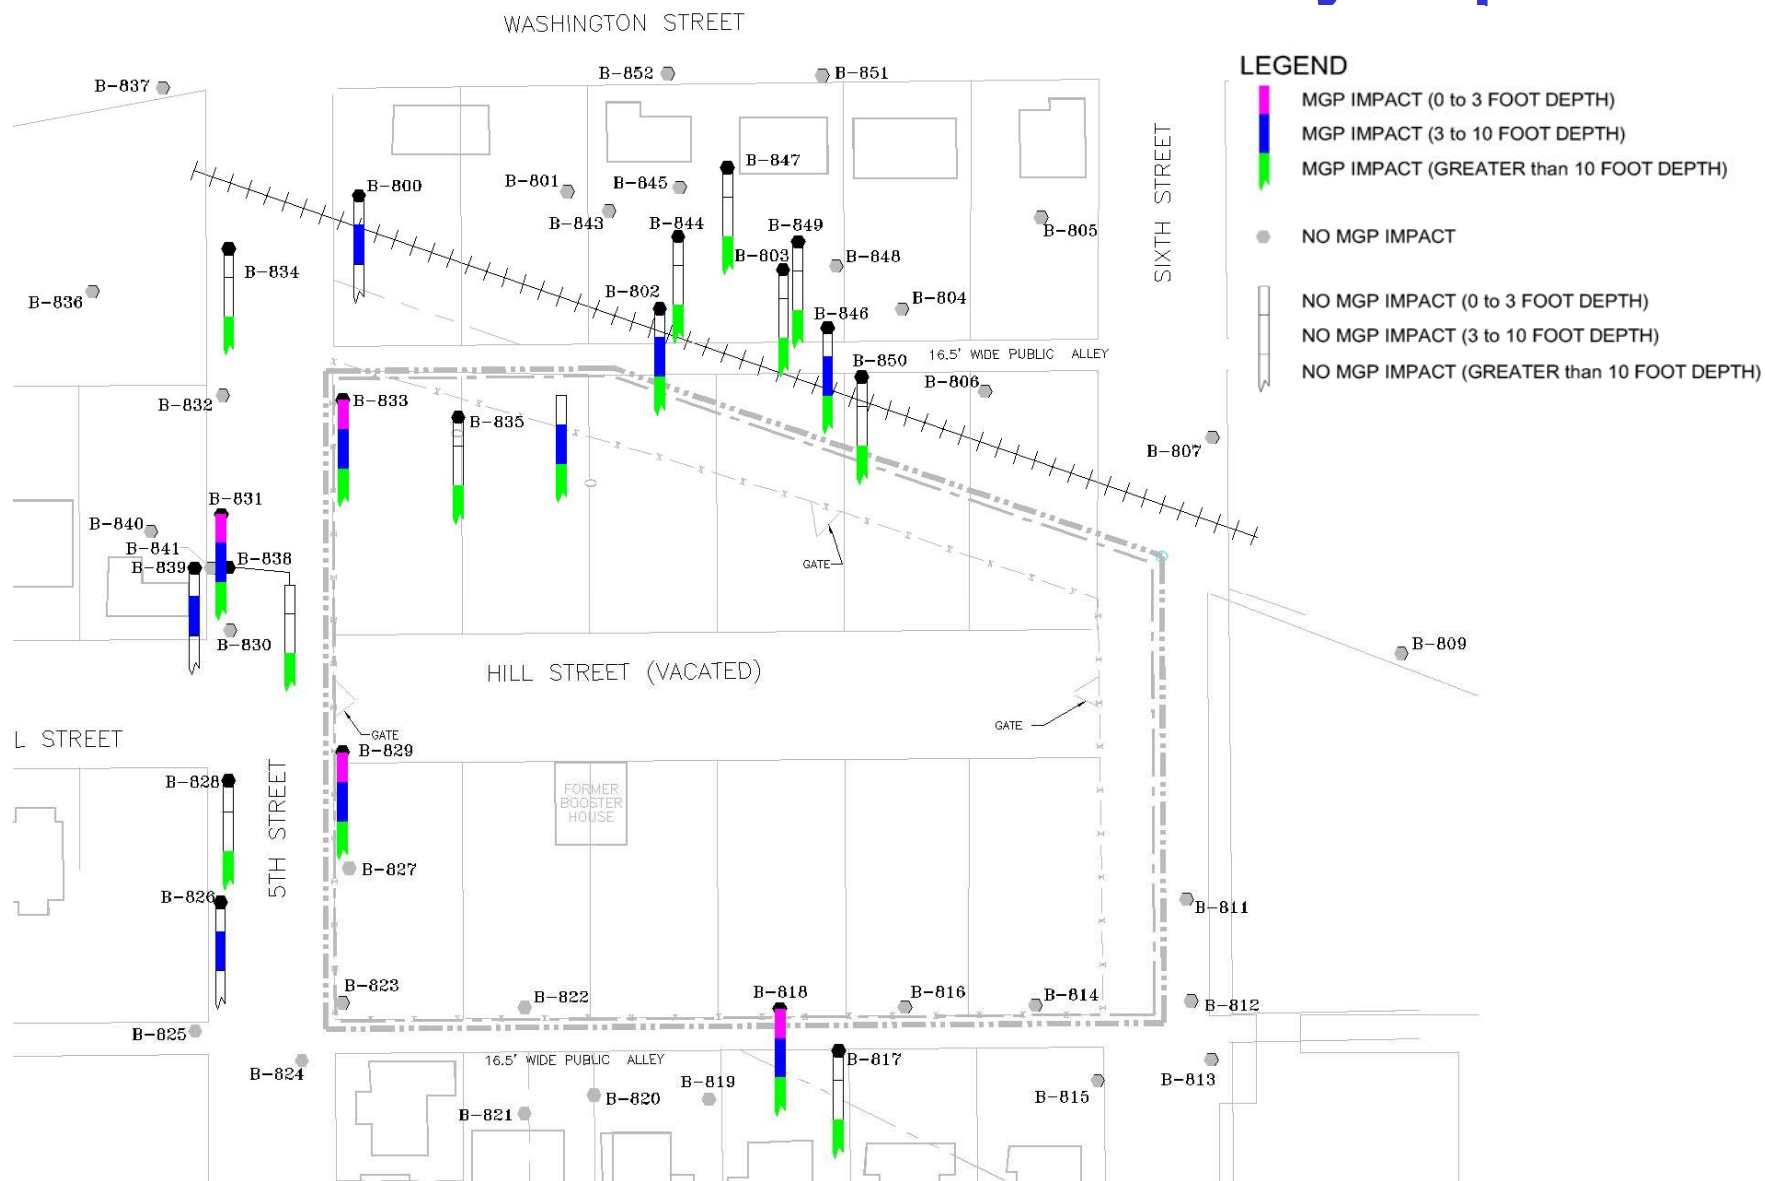 WASHINGTON STREET
LEGEND
MGP IMPACT (0 to 3 FOOT DEPTH)
MGP IMPACT (3 to 10 FOOT DEPTH)
MGP IMPACT (GREATER than 10 FOOT DEPTH)
NO MGP IMPACT
NO MGP IMPACT (0 to 3 FOOT DEPTH)
NO MGP IMPACT (3 to 10 FOOT DEPTH)
NO MGP IMPACT (GREATER than 10 FOOT DEPTH)
B-837
B-852
B-851
B-847
B-800
B-801
B-845
B-843
B-844
B-849
B-805
SIXTH STREET
B-834
B-803
B-848
B-836
B-802
B-804
B-846
16.5' WIDE PUBLIC ALLEY
B-850
B-806
B-832
B-833
B-835
B-807
B-831
B-840
B-841
B-839
B-838
GATE
B-830
B-809
HILL STREET (VACATED)
GATE
GATE
L STREET
B-829
B-828
5TH STREET
FORMER
BOOSTER
HOUSE
B-827
B-826
B-811
B-823
B-822
B-818
B-816
B-814
B-812
B-825
16.5' WIDE PUBLIC ALLEY
B-817
B-824
B-819
B-813
B-821
B-820
B-815